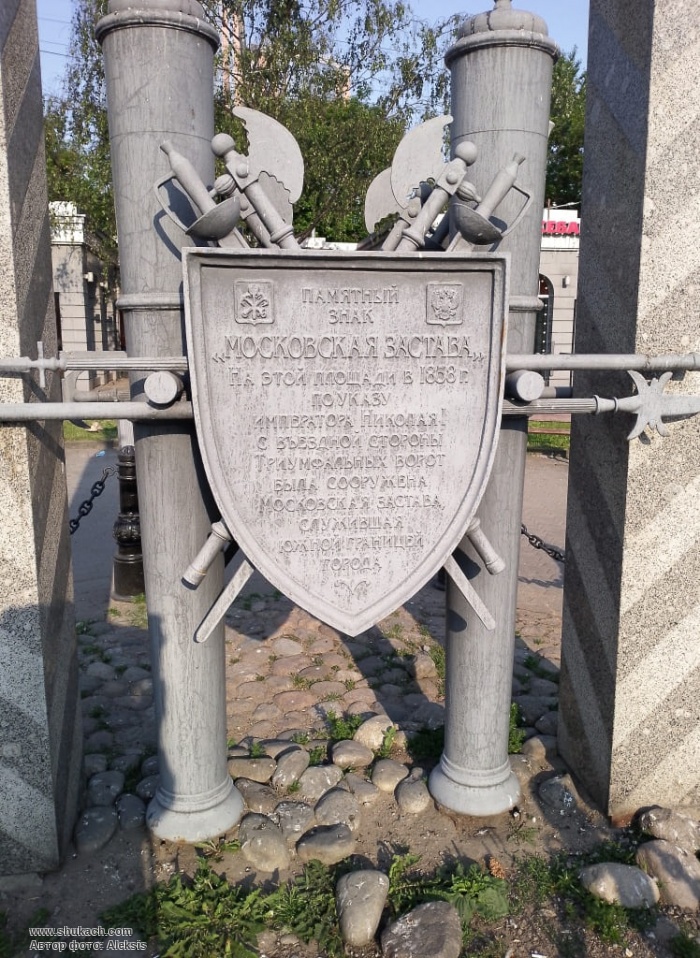 ПАМЯТНЫЙ
ЗНАК
„МОСКОВСКАЯ ЗАСТАВА„
НА ЭТОЙ ПЛОЩАДИ В 1838 Г.
ПО УКАЗУ
ИМПЕРАТОРА НИКОЛАЯ I
С ВЪЕЗДНОЙ СТОРОНЫ
ТРИУМФАЛЬНЫХ ВОРОТ
БЫЛА СООРУЖЕНА
МОСКОВСКАЯ ЗАСТАВА,
СЛУЖИВШАЯ
ЮЖНОЙ ГРАНИЦЕЙ
ГОРОДА
www.shukach.com
Автор фото: Aleksis